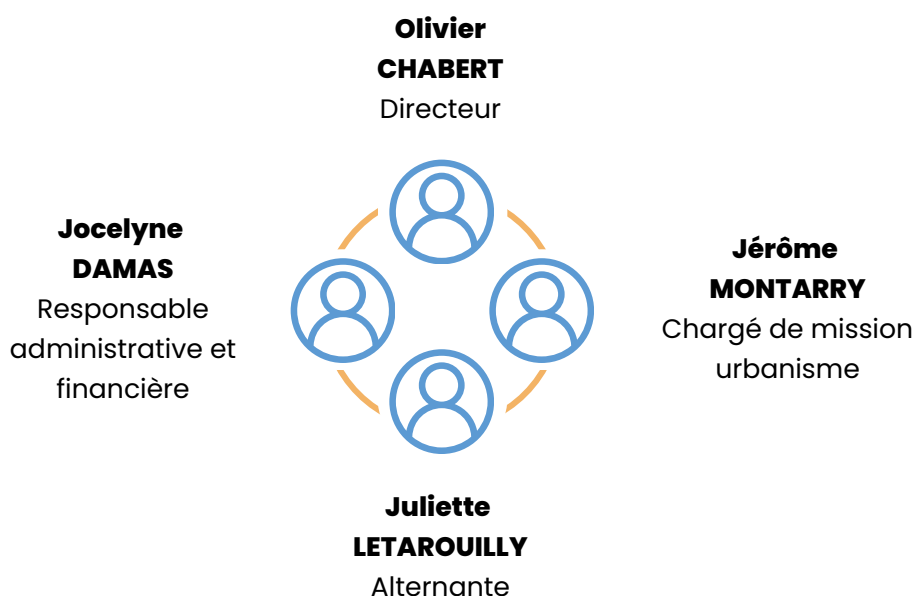 Olivier
CHABERT
Directeur
Jocelyne
DAMAS
Responsable
administrative et
financière
Jérôme
MONTARRY
Chargé de mission
urbanisme
Juliette
LETAROUILLY
Alternante